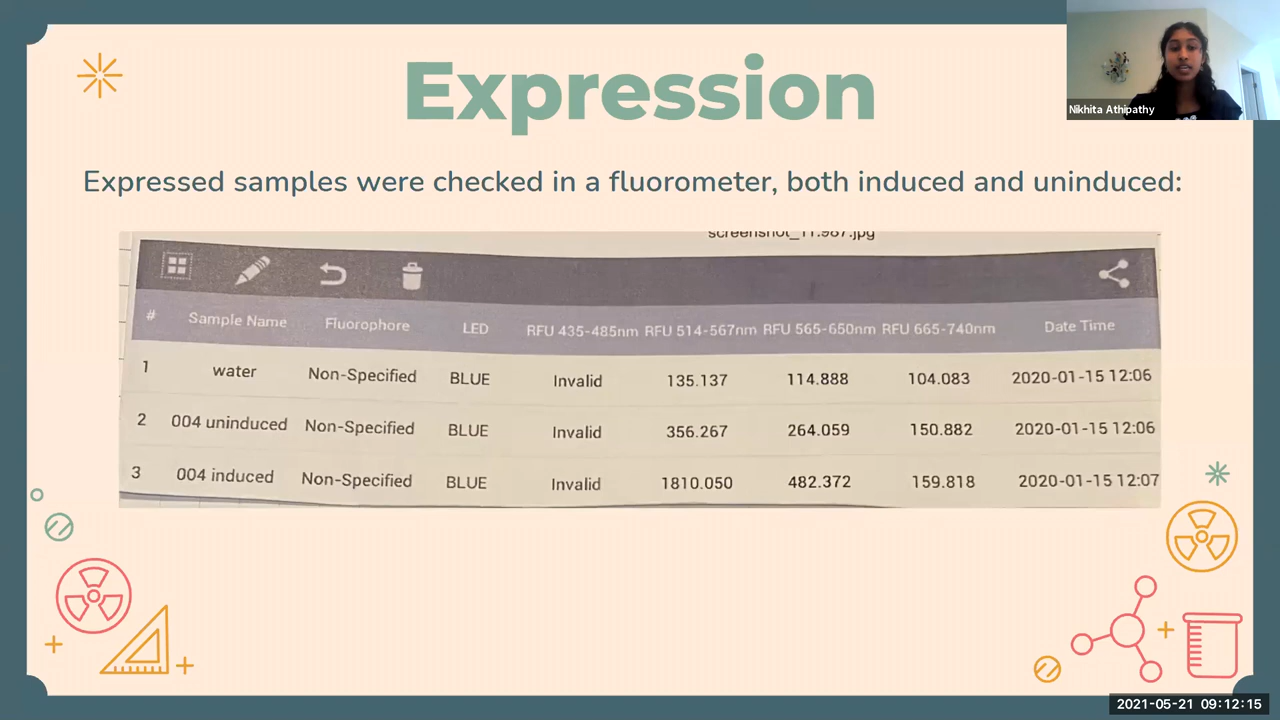 Expression
Nikhita Athipathy
Expressed samples were checked in a fluorometer, both induced and uninduced:
screenshot_11.987.jpg
# Sample Name Fluorophore LED RFU 435-485nm RFU 514-567nm RFU 565-650nm RFU 665-740nm Date Time
1 water Non-Specified BLUE Invalid 135.137 114.888 104.083 2020-01-15 12:06
2 004 uninduced Non-Specified BLUE Invalid 356.267 264.059 150.882 2020-01-15 12:06
3 004 induced Non-Specified BLUE Invalid 1810.050 482.372 159.818 2020-01-15 12:07
2021-05-21 09:12:15